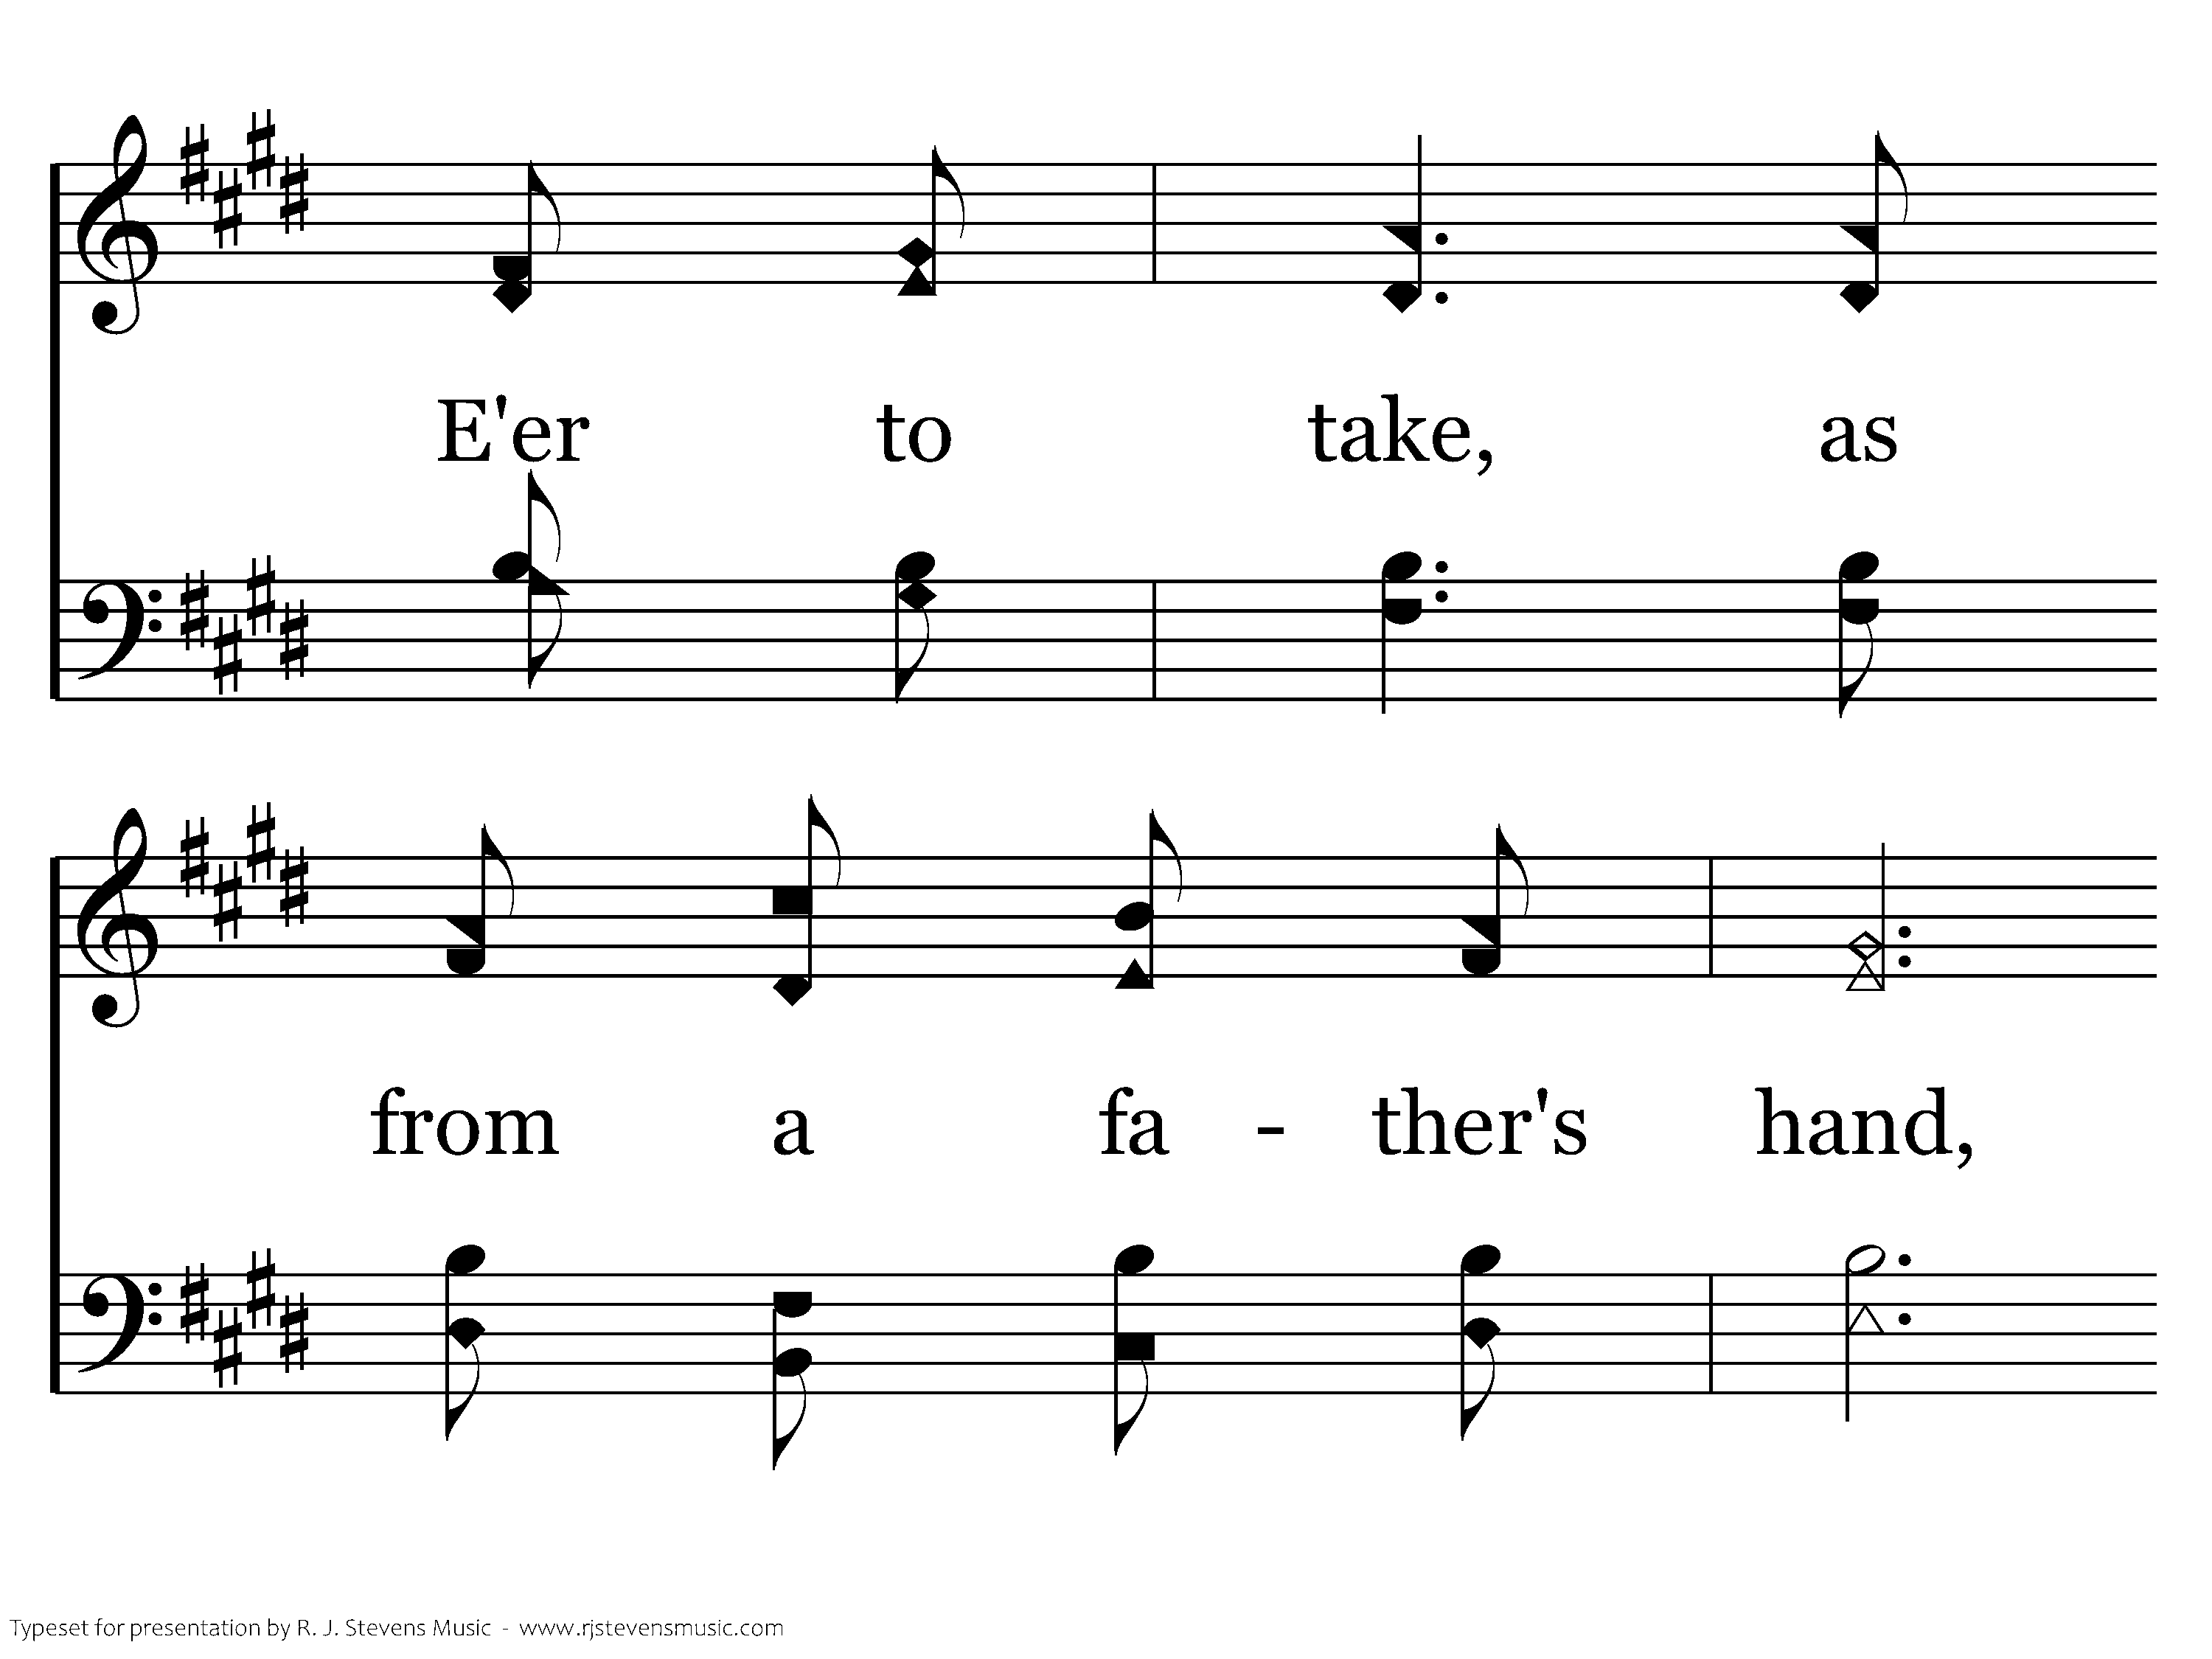 E'er to take, as
from a fa - ther's hand,
Typeset for presentation by R. J. Stevens Music - www.rjstevensmusic.com